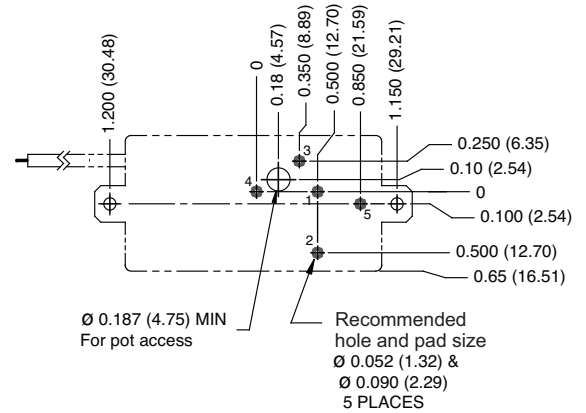 1.200 (30.48)
0
0.18 (4.57)
0.350 (8.89)
0.500 (12.70)
0.850 (21.59)
1.150 (29.21)
3
0.250 (6.35)
0.10 (2.54)
4
1
0
5
0.100 (2.54)
2
0.500 (12.70)
0.65 (16.51)
Ø 0.187 (4.75) MIN
For pot access
Recommended
hole and pad size
Ø 0.052 (1.32) &
Ø 0.090 (2.29)
5 PLACES